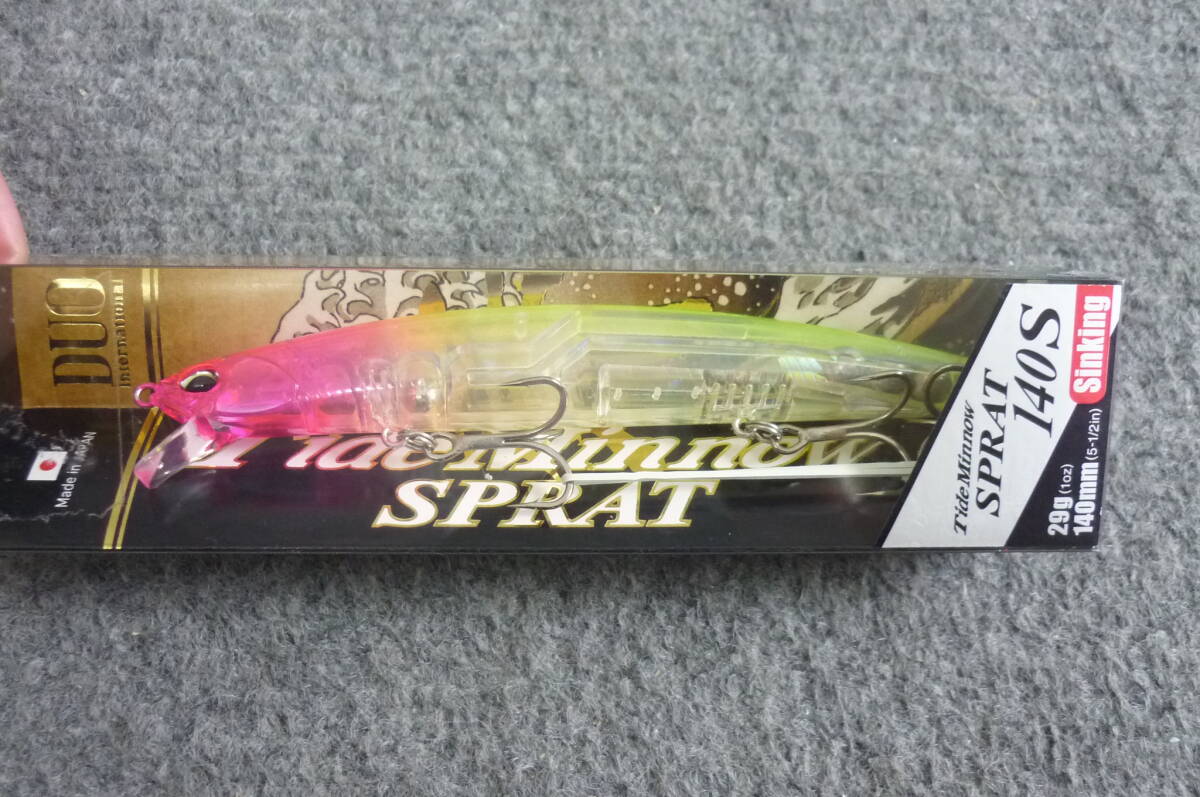 DUO
International
Made in JAPAN
Tide Minnow
SPRAT
Tide Minnow
SPRAT
140S
Sinking
29g (1oz)
140mm (5-1/2in)